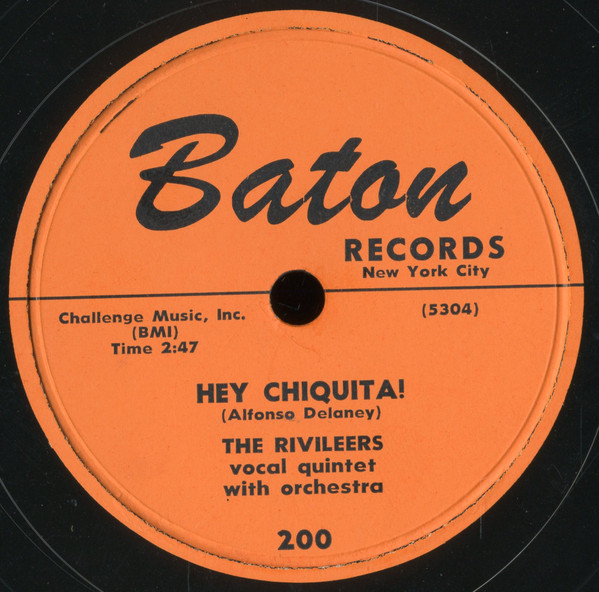 Baton
RECORDS
New York City
Challenge Music, Inc.
(BMI)
Time 2:47
(5304)
HEY CHIQUITA!
(Alfonso Delaney)
THE RIVILEERS
vocal quintet
with orchestra
200